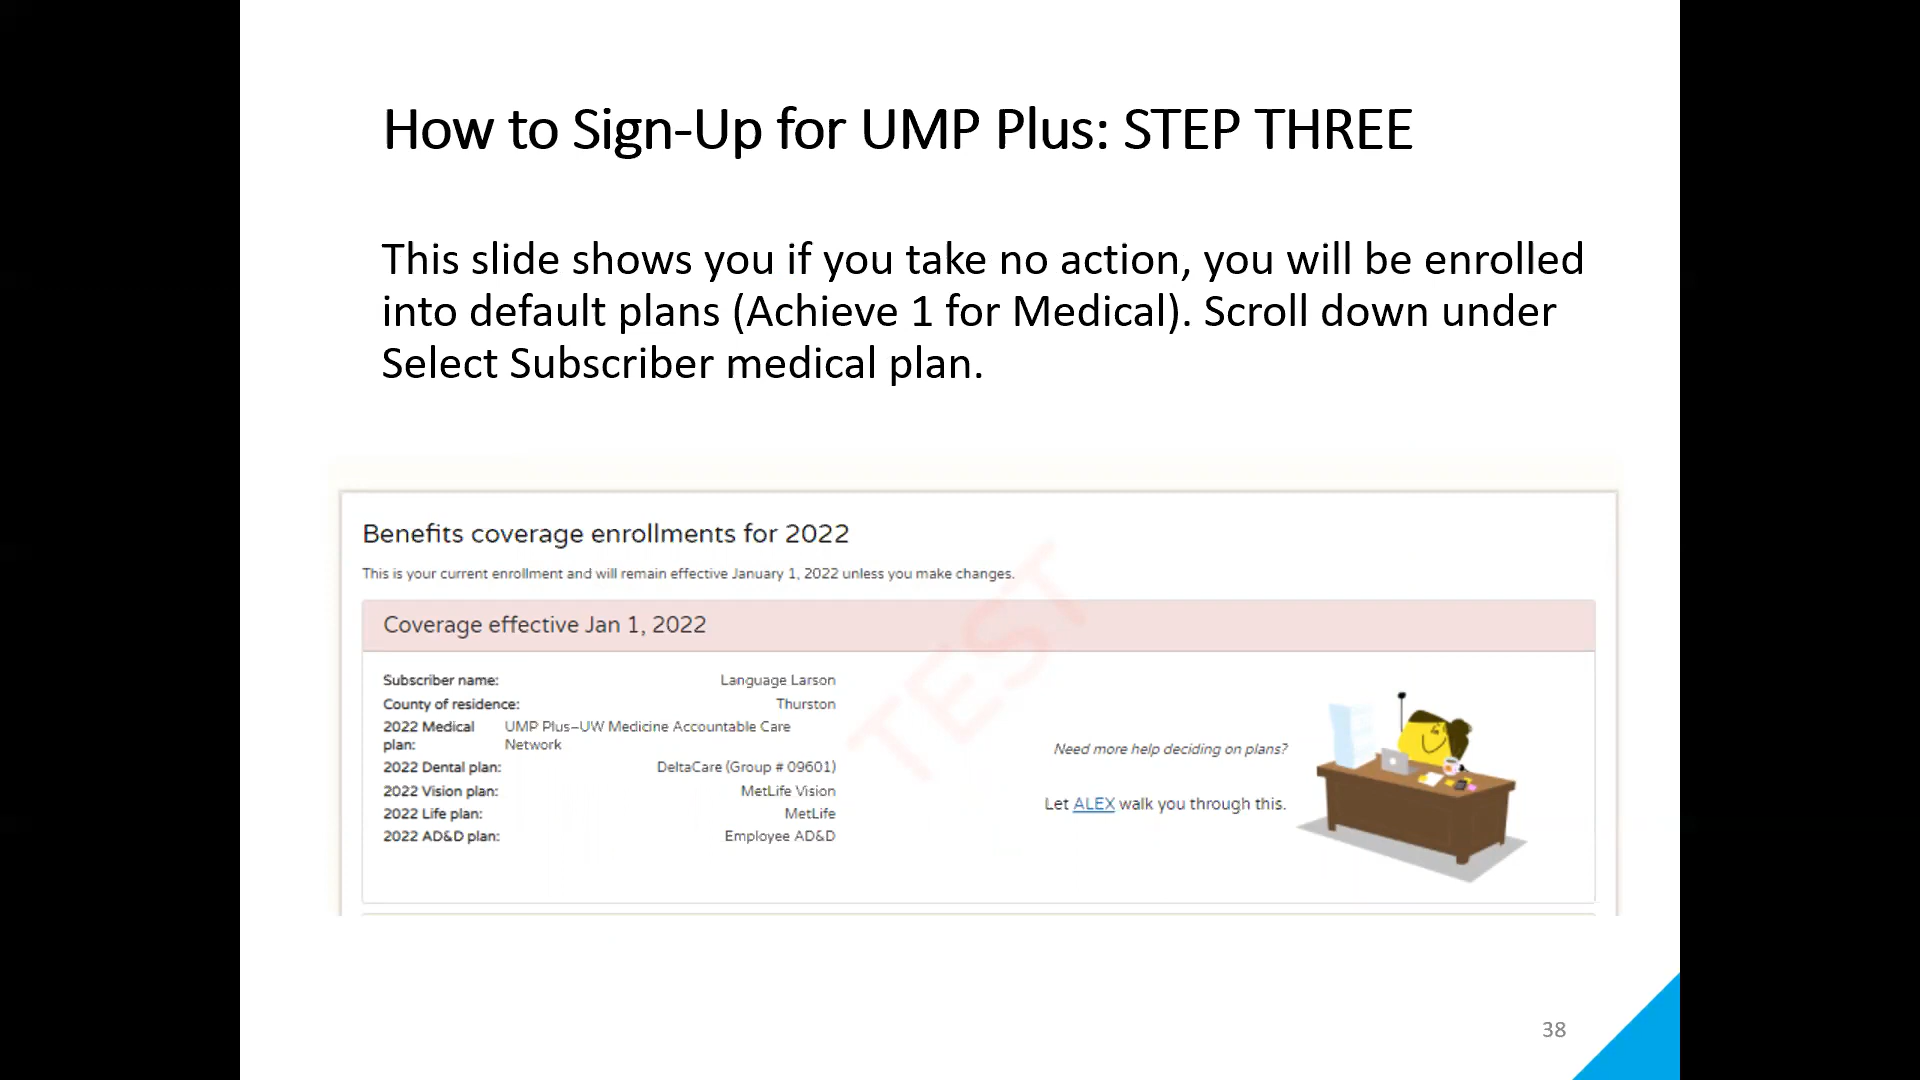 How to Sign-Up for UMP Plus: STEP THREE
This slide shows you if you take no action, you will be enrolled
into default plans (Achieve 1 for Medical). Scroll down under
Select Subscriber medical plan.
Benefits coverage enrollments for 2022
This is your current enrollment and will remain effective January 1, 2022 unless you make changes.
Coverage effective Jan 1, 2022
Subscriber name: Language Larson
County of residence: Thurston
2022 Medical plan: UMP Plus–UW Medicine Accountable Care
Network
2022 Dental plan: DeltaCare (Group # 09601)
2022 Vision plan: MetLife Vision
2022 Life plan: MetLife
2022 AD&D plan: Employee AD&D
Need more help deciding on plans?
Let ALEX walk you through this.
TEST
38